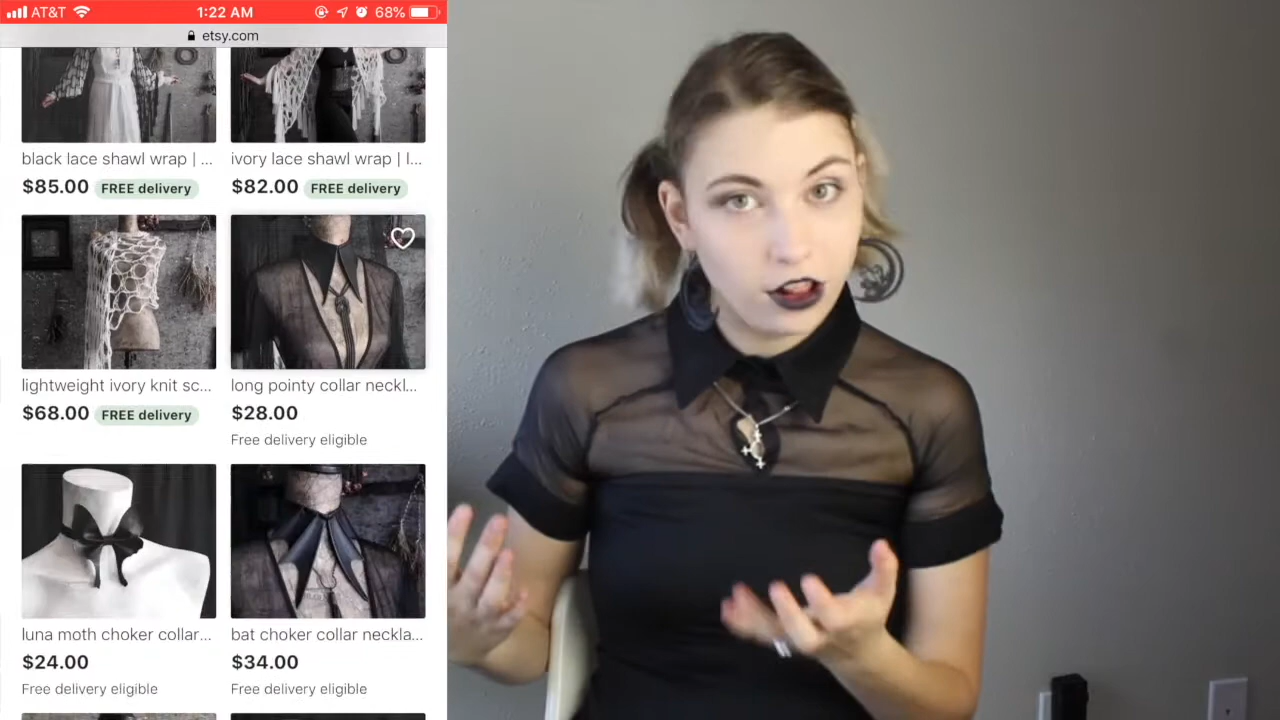 AT&T 1:22 AM 68%
etsy.com
black lace shawl wrap | ... ivory lace shawl wrap | l...
$85.00 FREE delivery $82.00 FREE delivery
lightweight ivory knit sc... long pointy collar neckl...
$68.00 FREE delivery $28.00
Free delivery eligible
luna moth choker collar... bat choker collar neckla...
$24.00 $34.00
Free delivery eligible Free delivery eligible